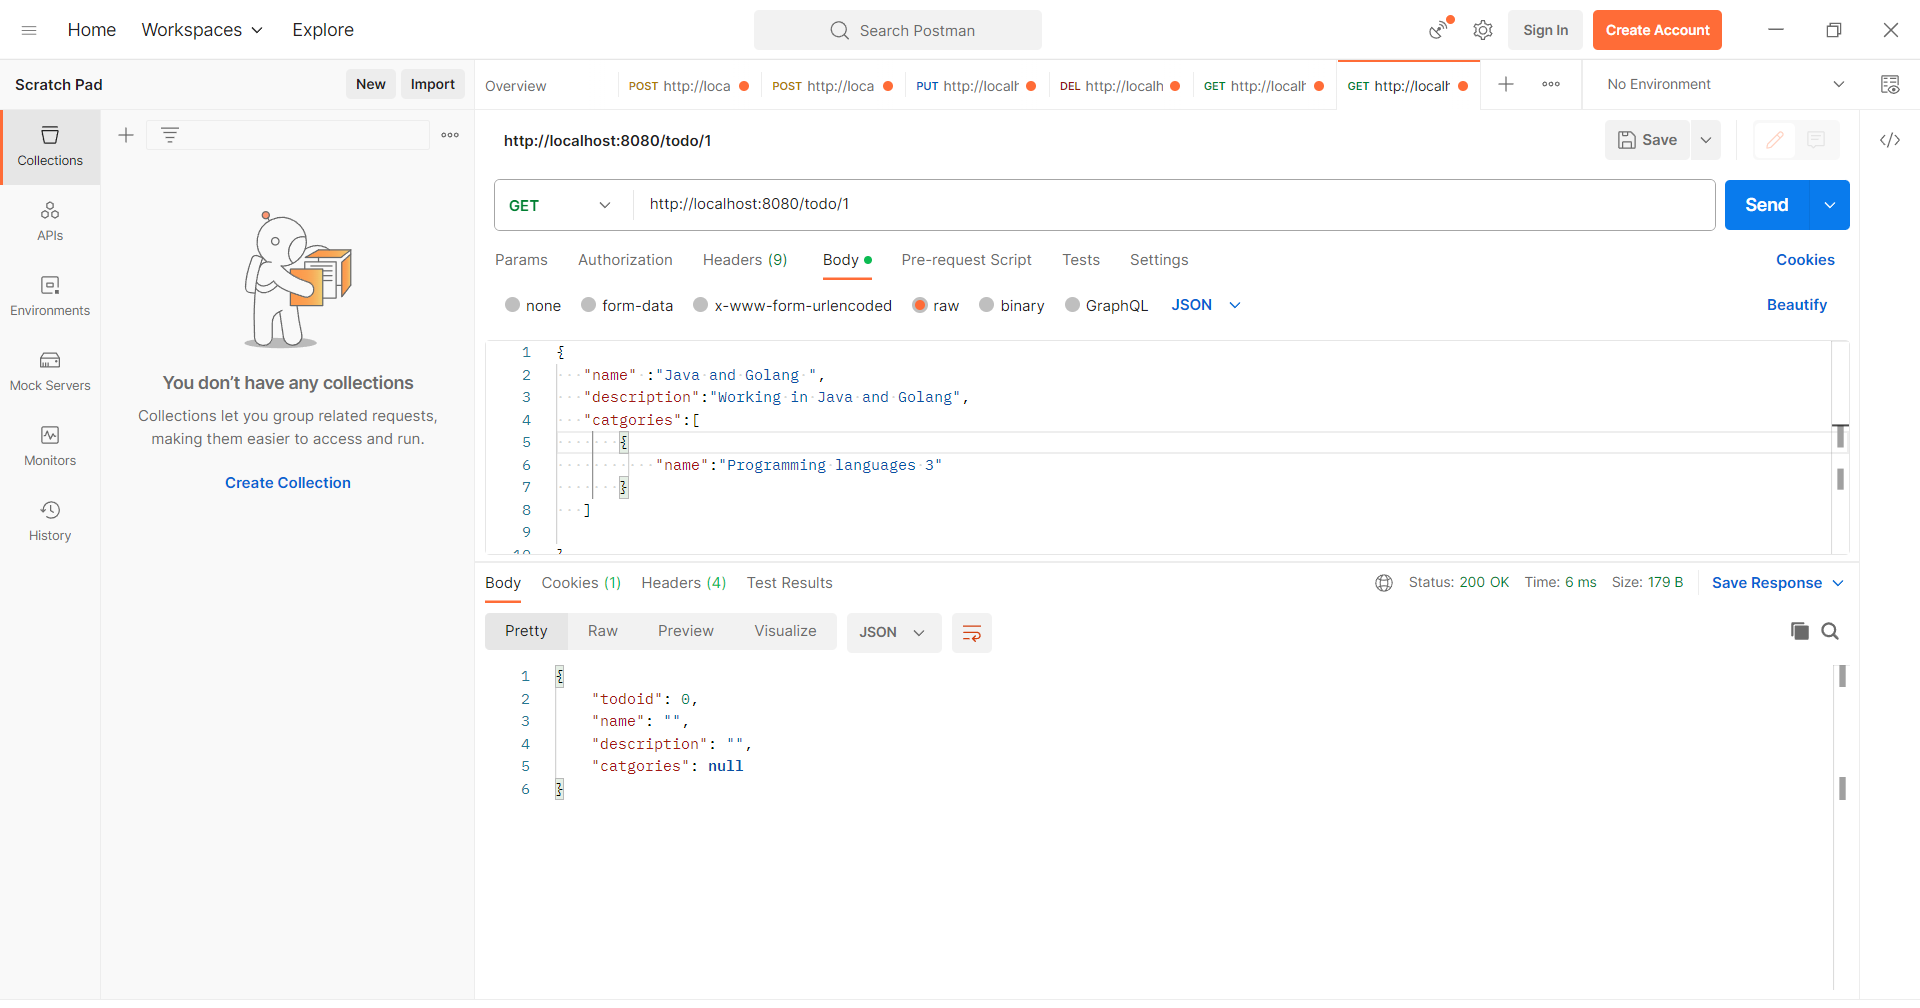 Home Workspaces Explore Search Postman Sign In Create Account
Scratch Pad New Import
Overview POST http://loca POST http://loca PUT http://localh DEL http://localh GET http://localh GET http://localh No Environment
Collections
APIs
Environments
Mock Servers
Monitors
History
You don’t have any collections
Collections let you group related requests,
making them easier to access and run.
Create Collection
http://localhost:8080/todo/1 Save
GET http://localhost:8080/todo/1 Send
Params Authorization Headers (9) Body Pre-request Script Tests Settings Cookies
none form-data x-www-form-urlencoded raw binary GraphQL JSON Beautify
1 {
2 "name" :"Java and Golang ",
3 "description":"Working in Java and Golang",
4 "catgories":[
5 {
6 "name":"Programming languages 3"
7 }
8 ]
9
10 }
Body Cookies (1) Headers (4) Test Results Status: 200 OK Time: 6 ms Size: 179 B Save Response
Pretty Raw Preview Visualize JSON
1 {
2 "todoid": 0,
3 "name": "",
4 "description": "",
5 "catgories": null
6 }